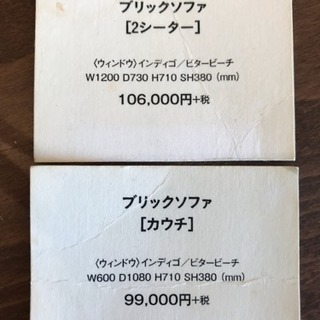 ブリックソファ
[2シーター]
〈ウィンドウ〉インディゴ／ビタービーチ
W1200 D730 H710 SH380 (mm)
106,000円+税
ブリックソファ
[カウチ]
〈ウィンドウ〉インディゴ／ビタービーチ
W600 D1080 H710 SH380 (mm)
99,000円+税